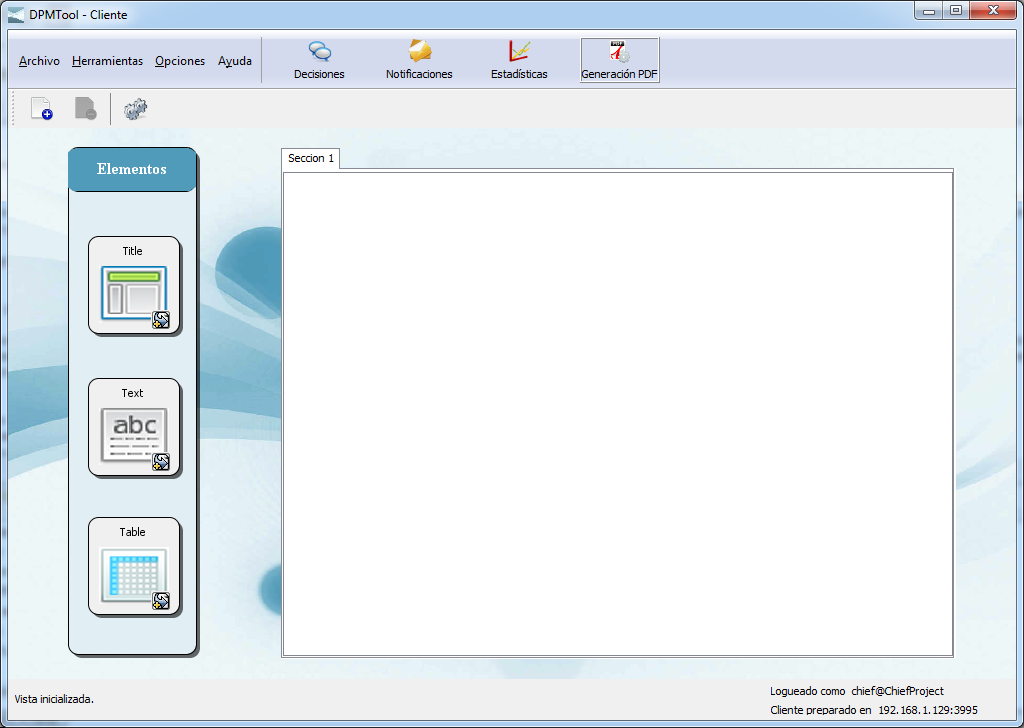 DPMTool - Cliente
Archivo Herramientas Opciones Ayuda
Decisiones Notificaciones Estadísticas Generación PDF
Elementos
Seccion 1
Title
Text
abc
Table
Vista inicializada.
Logueado como chief@ChiefProject
Cliente preparado en 192.168.1.129:3995